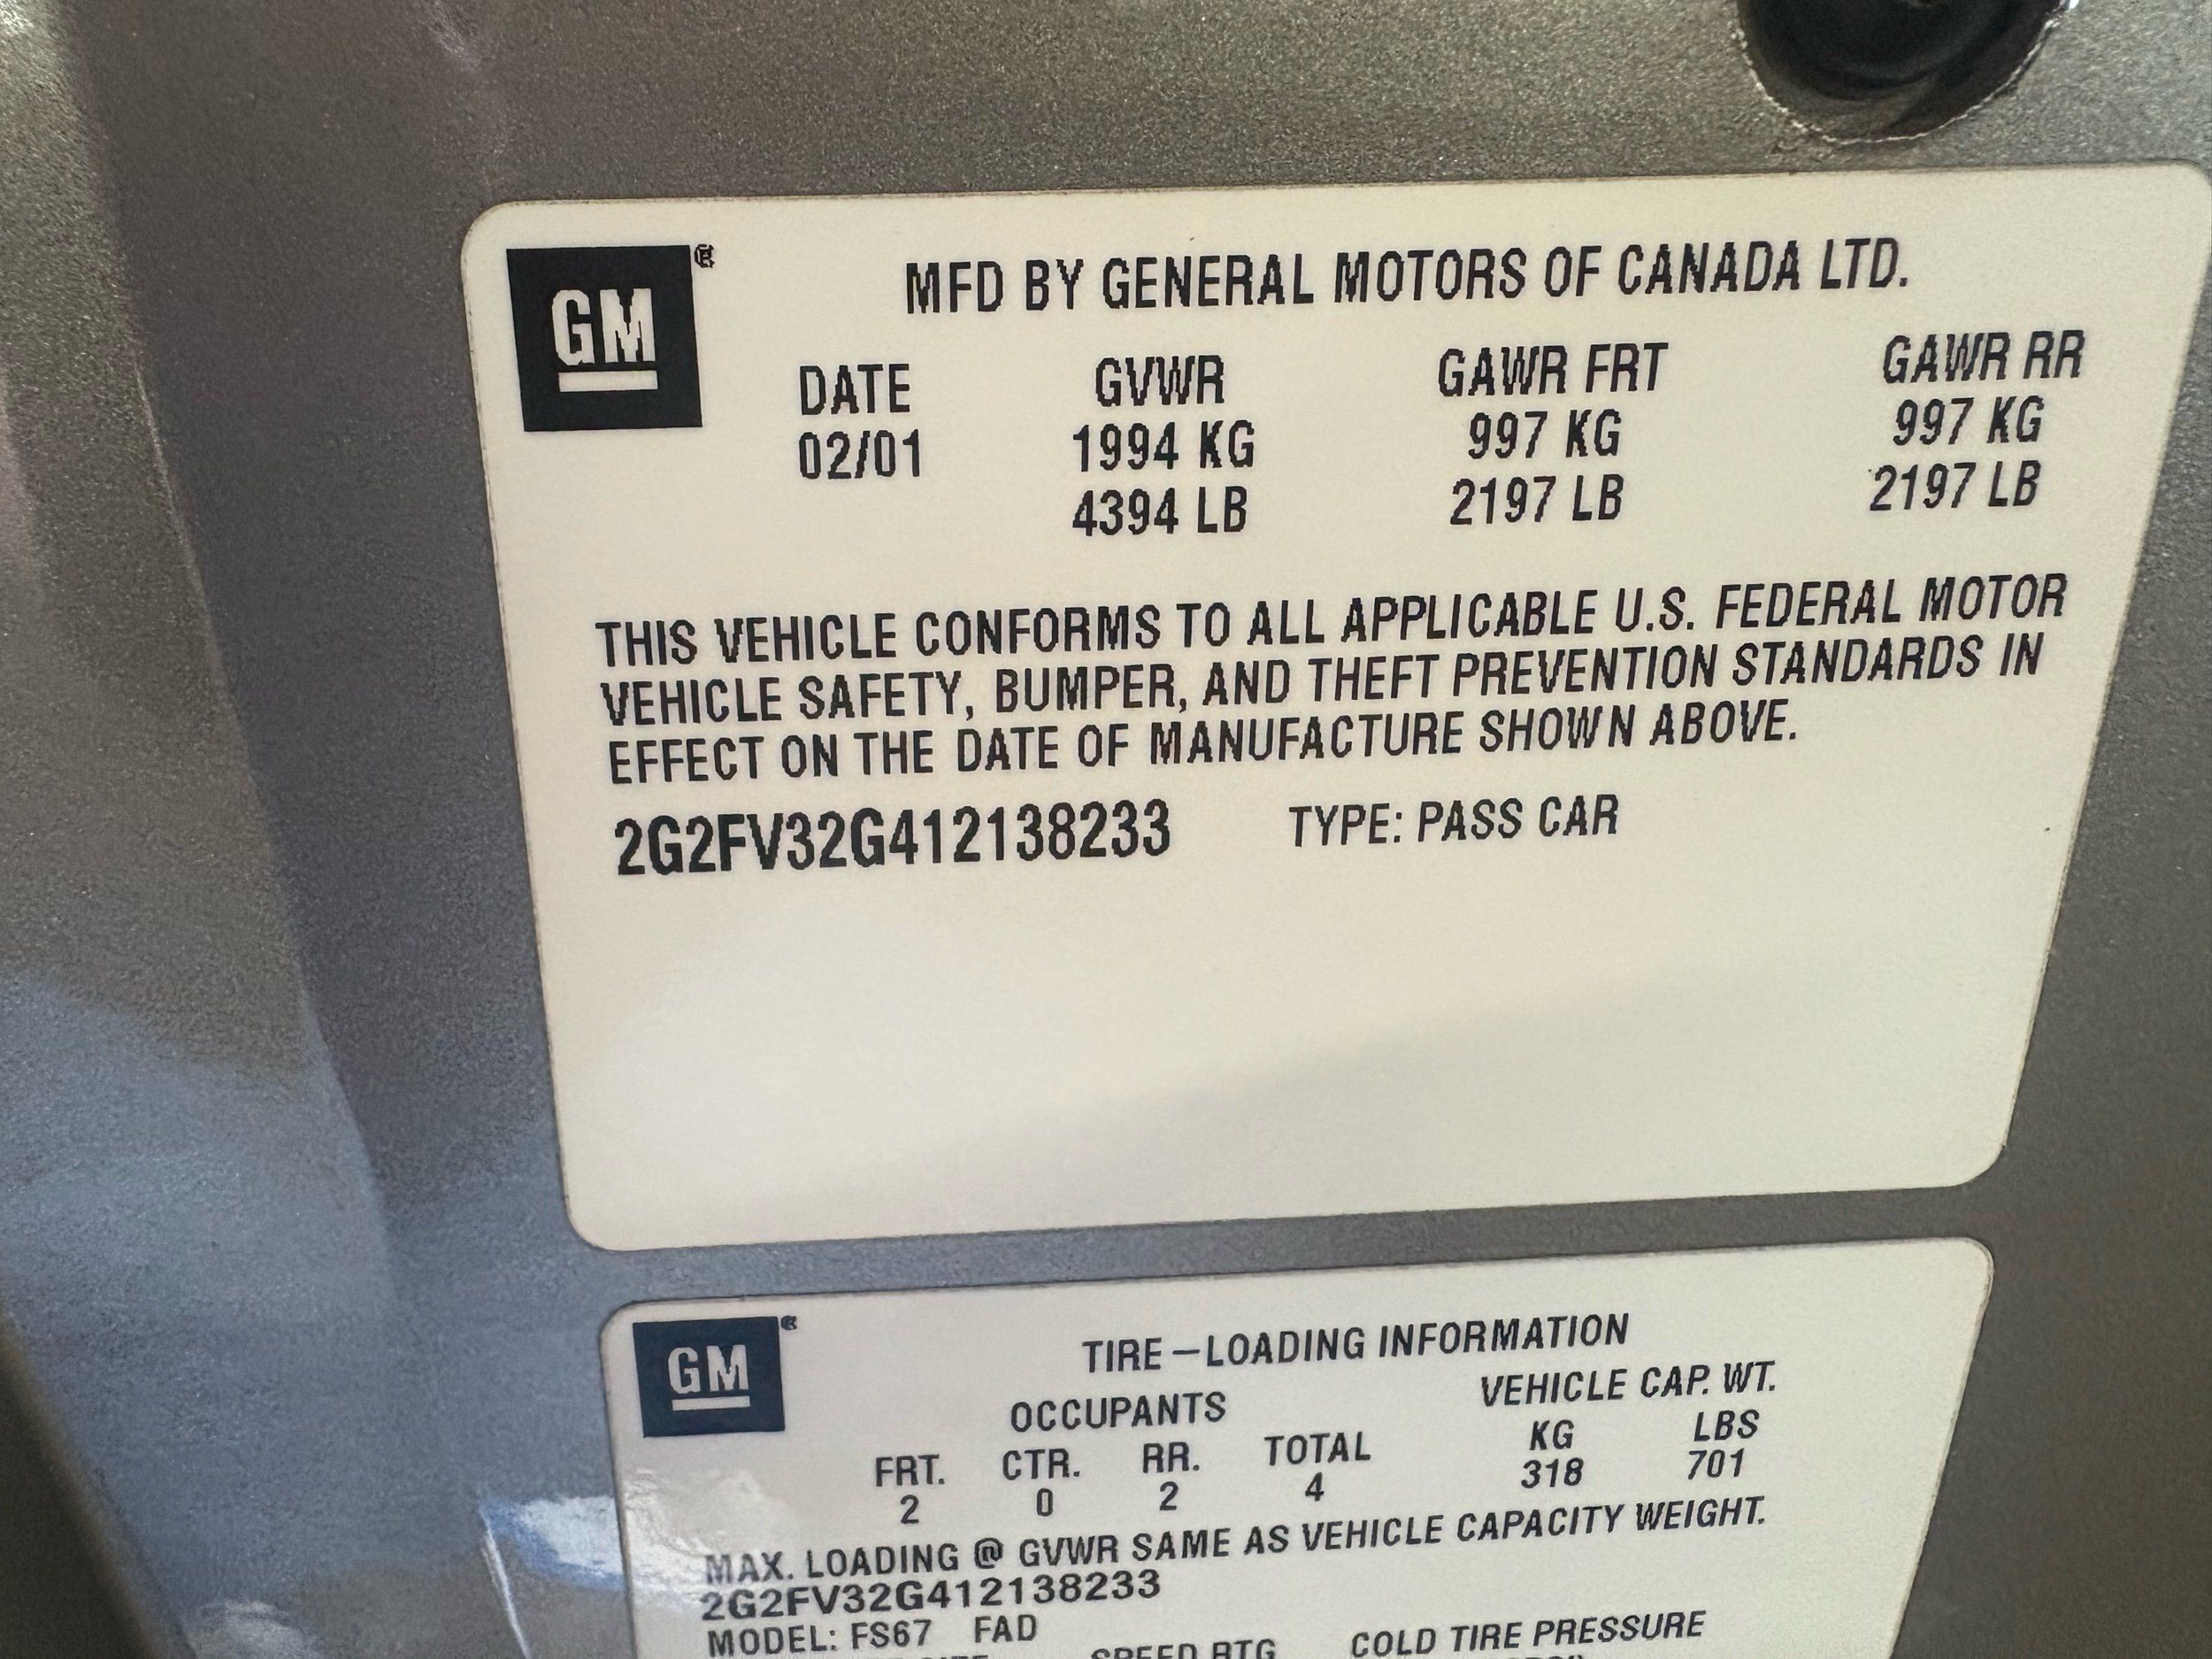 GM®
MFD BY GENERAL MOTORS OF CANADA LTD.
DATE GVWR GAWR FRT GAWR RR
02/01 1994 KG 997 KG 997 KG
4394 LB 2197 LB 2197 LB
THIS VEHICLE CONFORMS TO ALL APPLICABLE U.S. FEDERAL MOTOR
VEHICLE SAFETY, BUMPER, AND THEFT PREVENTION STANDARDS IN
EFFECT ON THE DATE OF MANUFACTURE SHOWN ABOVE.
2G2FV32G412138233 TYPE: PASS CAR
GM®
TIRE–LOADING INFORMATION
OCCUPANTS VEHICLE CAP. WT.
FRT. CTR. RR. TOTAL KG LBS
2 0 2 4 318 701
MAX. LOADING @ GVWR SAME AS VEHICLE CAPACITY WEIGHT.
2G2FV32G412138233
MODEL: FS67 FAD
SPEED RTG COLD TIRE PRESSURE